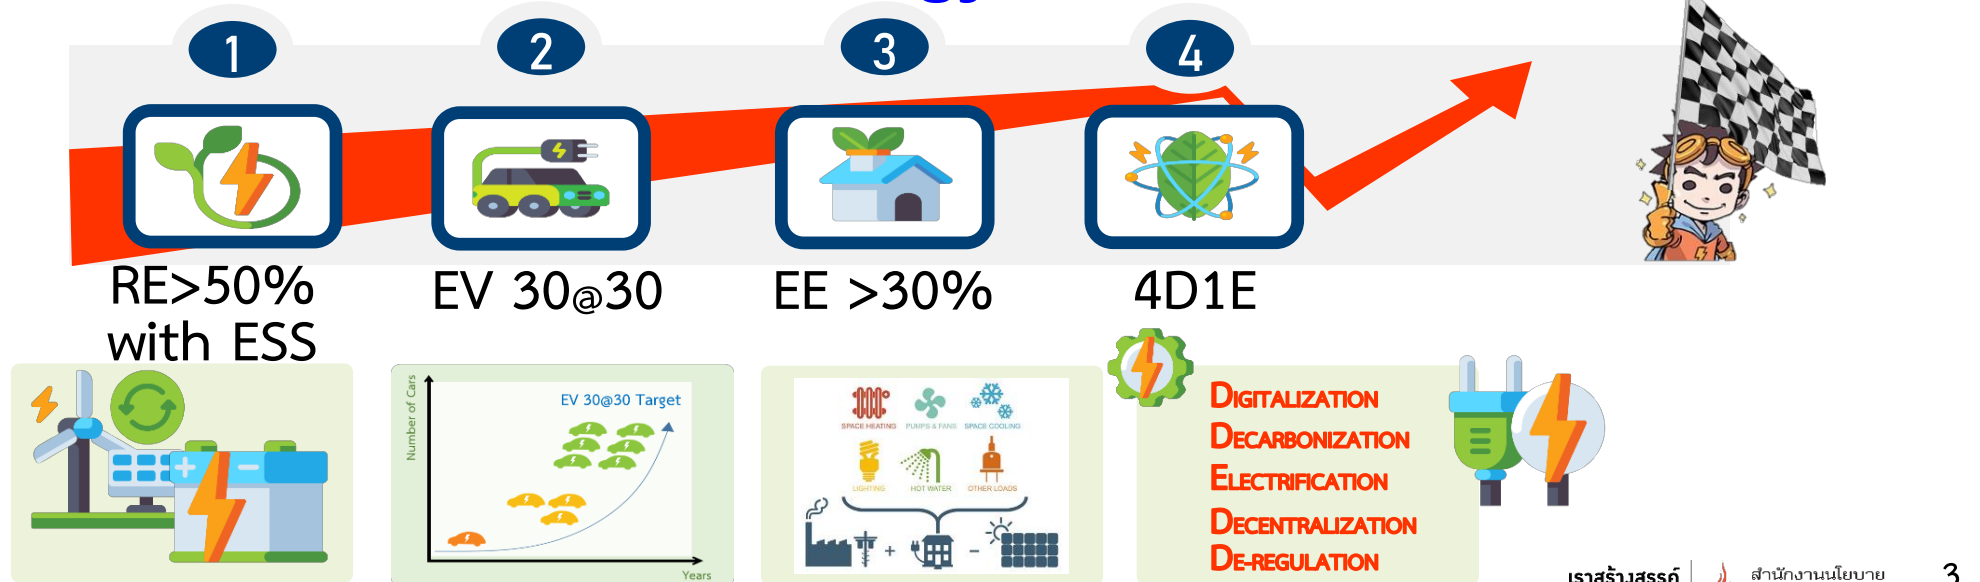 1
2
3
4
RE>50%
with ESS
EV 30@30
EE >30%
4D1E
Number of Cars
EV 30@30 Target
Years
SPACE HEATING
PUMPS & FANS
SPACE COOLING
LIGHTING
HOT WATER
OTHER LOADS
DIGITALIZATION
DECARBONIZATION
ELECTRIFICATION
DECENTRALIZATION
DE-REGULATION
เราสร้างสรรค์
สำนักงานนโยบาย
3